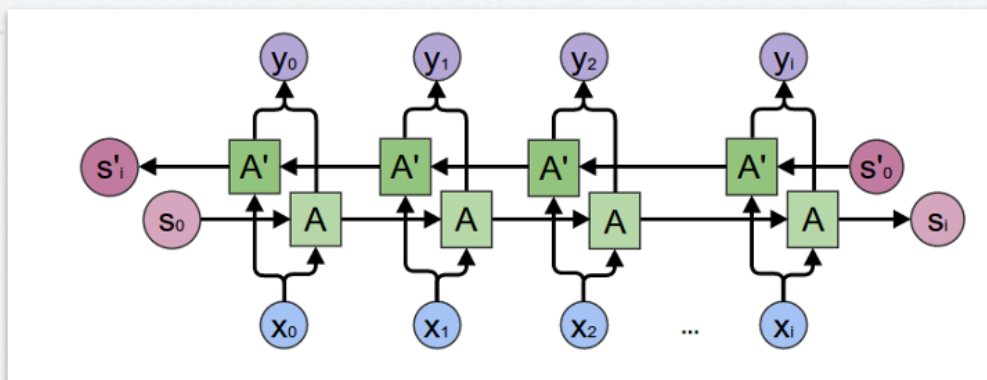 y₀ y₁ y₂ yᵢ
s'ᵢ A' A' A' A' s'₀
s₀ A A A A sᵢ
x₀ x₁ x₂ ... xᵢ